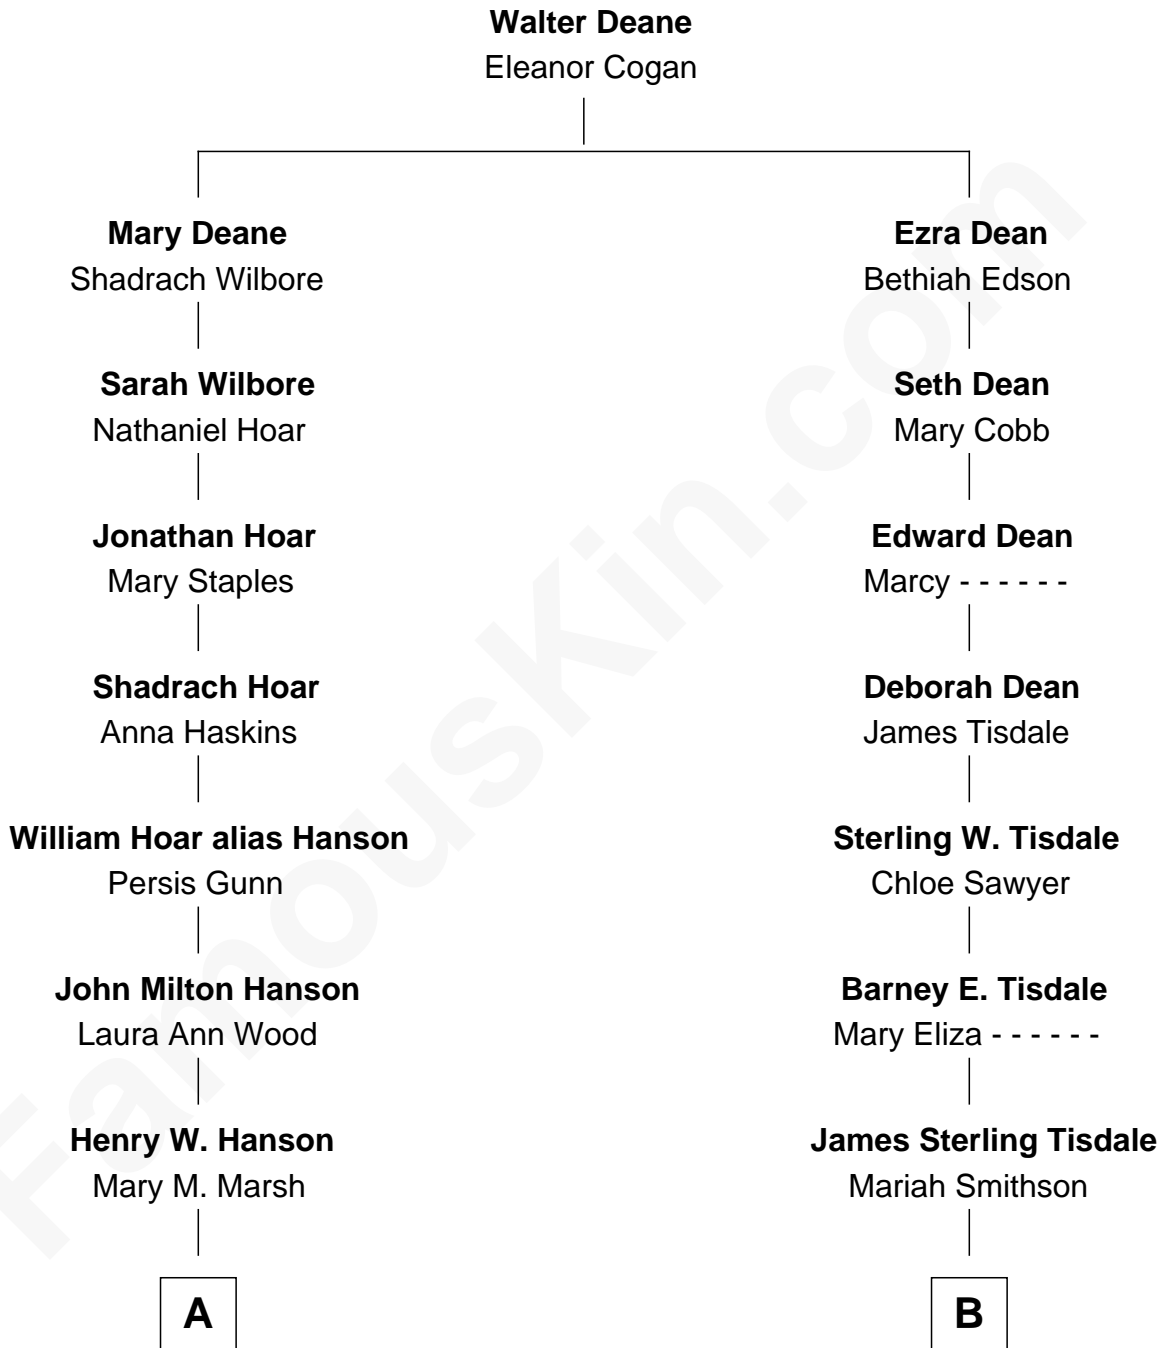 Walter Deane
Eleanor Cogan
Mary Deane
Shadrach Wilbore
Sarah Wilbore
Nathaniel Hoar
Jonathan Hoar
Mary Staples
Shadrach Hoar
Anna Haskins
William Hoar alias Hanson
Persis Gunn
John Milton Hanson
Laura Ann Wood
Henry W. Hanson
Mary M. Marsh
A
Ezra Dean
Bethiah Edson
Seth Dean
Mary Cobb
Edward Dean
Marcy - - - - - -
Deborah Dean
James Tisdale
Sterling W. Tisdale
Chloe Sawyer
Barney E. Tisdale
Mary Eliza - - - - - -
James Sterling Tisdale
Mariah Smithson
B
FamousKin.com